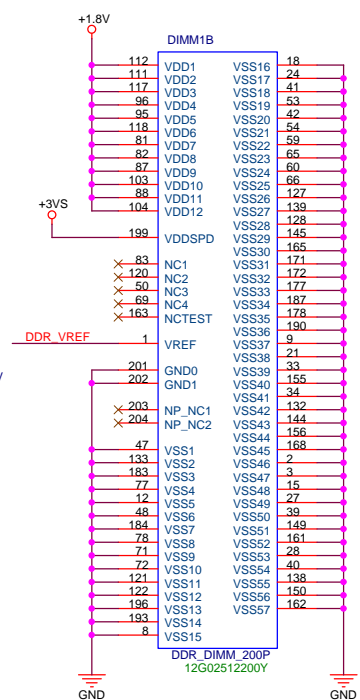 +1.8V
DIMM1B
112 VDD1 VSS16 18
111 VDD2 VSS17 24
117 VDD3 VSS18 41
96 VDD4 VSS19 53
95 VDD5 VSS20 42
118 VDD6 VSS21 54
81 VDD7 VSS22 59
82 VDD8 VSS23 65
87 VDD9 VSS24 60
103 VDD10 VSS25 66
88 VDD11 VSS26 127
104 VDD12 VSS27 139
+3VS
VSS28 128
199 VDDSPD VSS29 145
VSS30 165
83 NC1 VSS31 171
120 NC2 VSS32 172
50 NC3 VSS33 177
69 NC4 VSS34 187
163 NCTEST VSS35 178
VSS36 190
DDR_VREF 1 VREF VSS37 9
VSS38 21
201 GND0 VSS39 33
202 GND1 VSS40 155
VSS41 34
203 NP_NC1 VSS42 132
204 NP_NC2 VSS43 144
VSS44 156
47 VSS1 VSS45 168
133 VSS2 VSS46 2
183 VSS3 VSS47 3
77 VSS4 VSS48 15
12 VSS5 VSS49 27
48 VSS6 VSS50 39
184 VSS7 VSS51 149
78 VSS8 VSS52 161
71 VSS9 VSS53 28
72 VSS10 VSS54 40
121 VSS11 VSS55 138
122 VSS12 VSS56 150
196 VSS13 VSS57 162
193 VSS14
8 VSS15
DDR_DIMM_200P
12G02512200Y
GND GND